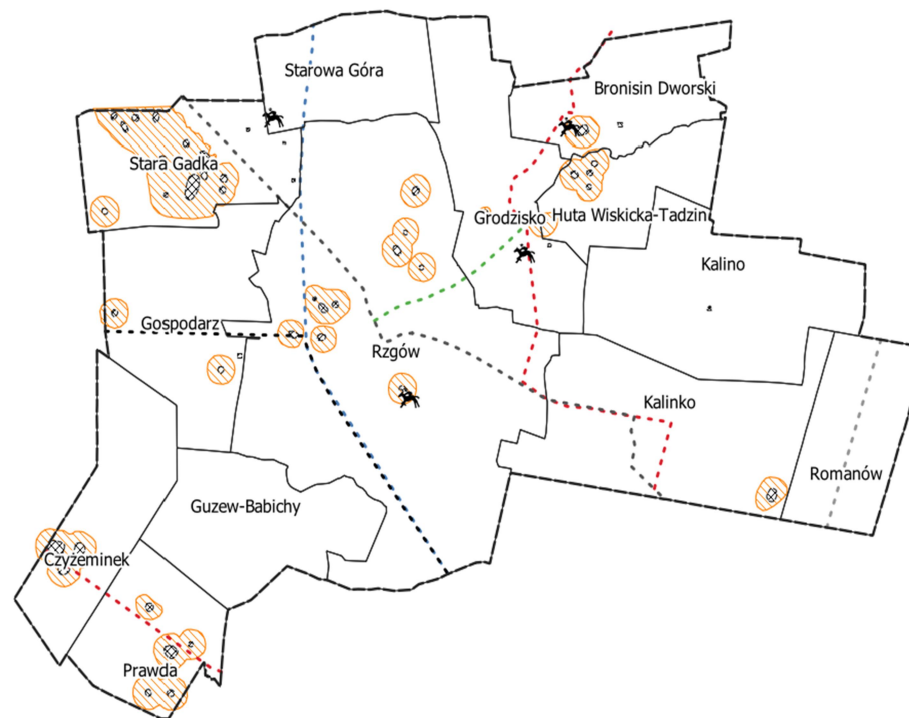 Starowa Góra
Bronisin Dworski
Stara Gadka
Grodzisko
Huta Wiskicka-Tadzin
Kalino
Gospodarz
Rzgów
Kalinko
Romanów
Guzew-Babichy
Czyżeminek
Prawda